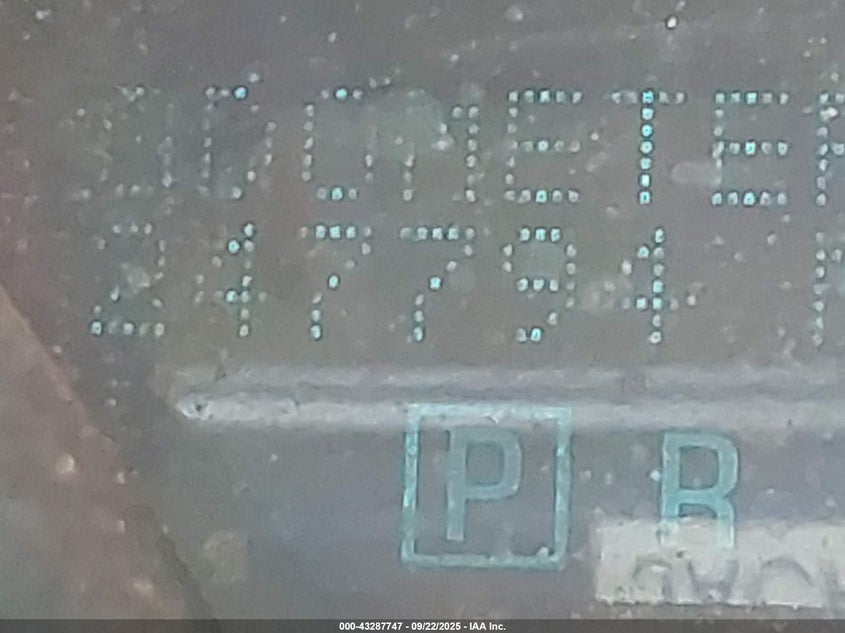 ODOMETER
247794
P R
000-43287747 - 09/22/2025 - IAA Inc.